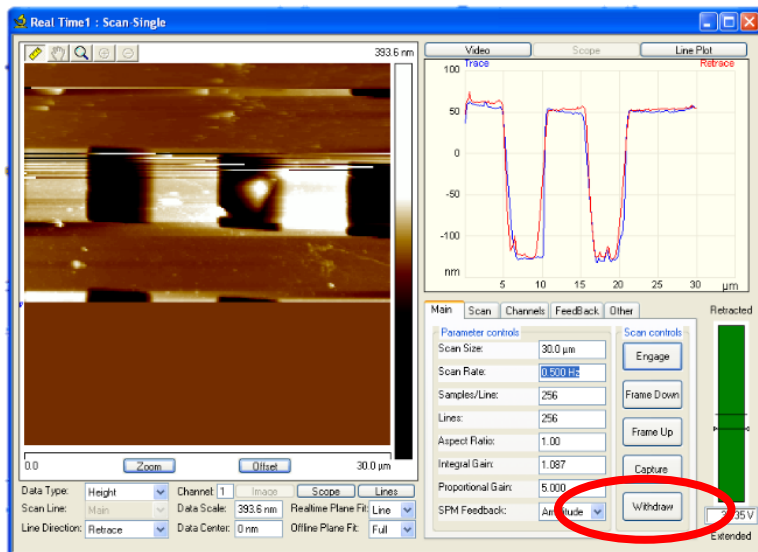 Real Time1 : Scan-Single
393.6 nm
Video Scope Line Plot
Trace Retrace
100
50
0
-50
-100
nm
5 10 15 20 25 30 µm
Main Scan Channels FeedBack Other
Retracted
Parameter controls
Scan controls
Scan Size: 30.0 µm
Engage
Scan Rate: 0.500 Hz
Samples/Line: 256
Frame Down
Lines: 256
Frame Up
Aspect Ratio: 1.00
Integral Gain: 1.087
Capture
Proportional Gain: 5.000
SPM Feedback: Amplitude
Withdraw
Extended
0.0 Zoom Offset 30.0 µm
Data Type: Height Channel: 1 Image Scope Lines
Scan Line: Main Data Scale: 393.6 nm Realtime Plane Fit: Line
Line Direction: Retrace Data Center: 0 nm Offline Plane Fit: Full